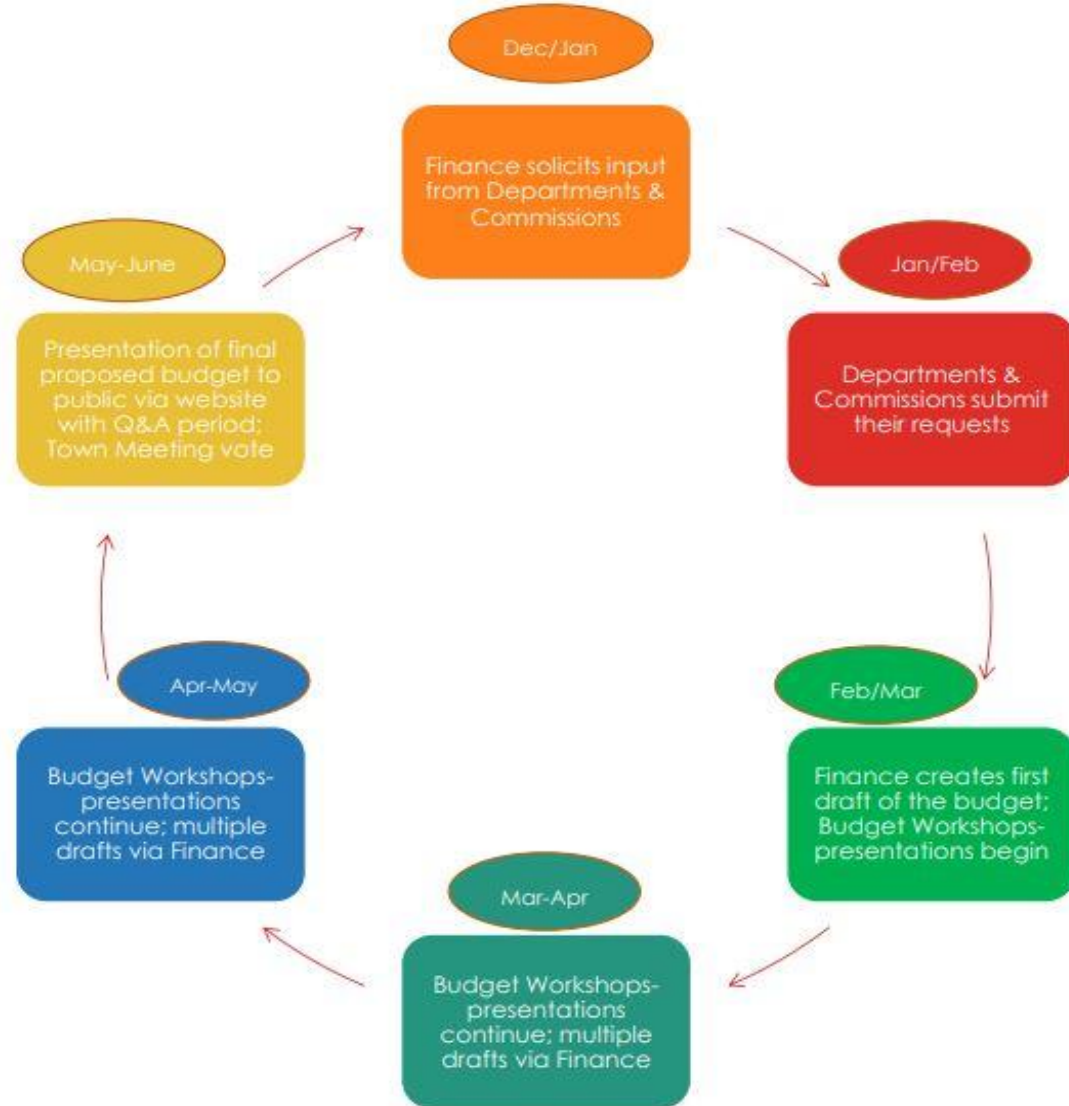 Dec/Jan
Finance solicits input
from Departments &
Commissions
Jan/Feb
Departments &
Commissions submit
their requests
Feb/Mar
Finance creates first
draft of the budget;
Budget Workshops-
presentations begin
Mar-Apr
Budget Workshops-
presentations
continue; multiple
drafts via Finance
Apr-May
Budget Workshops-
presentations
continue; multiple
drafts via Finance
May-June
Presentation of final
proposed budget to
public via website
with Q&A period;
Town Meeting vote